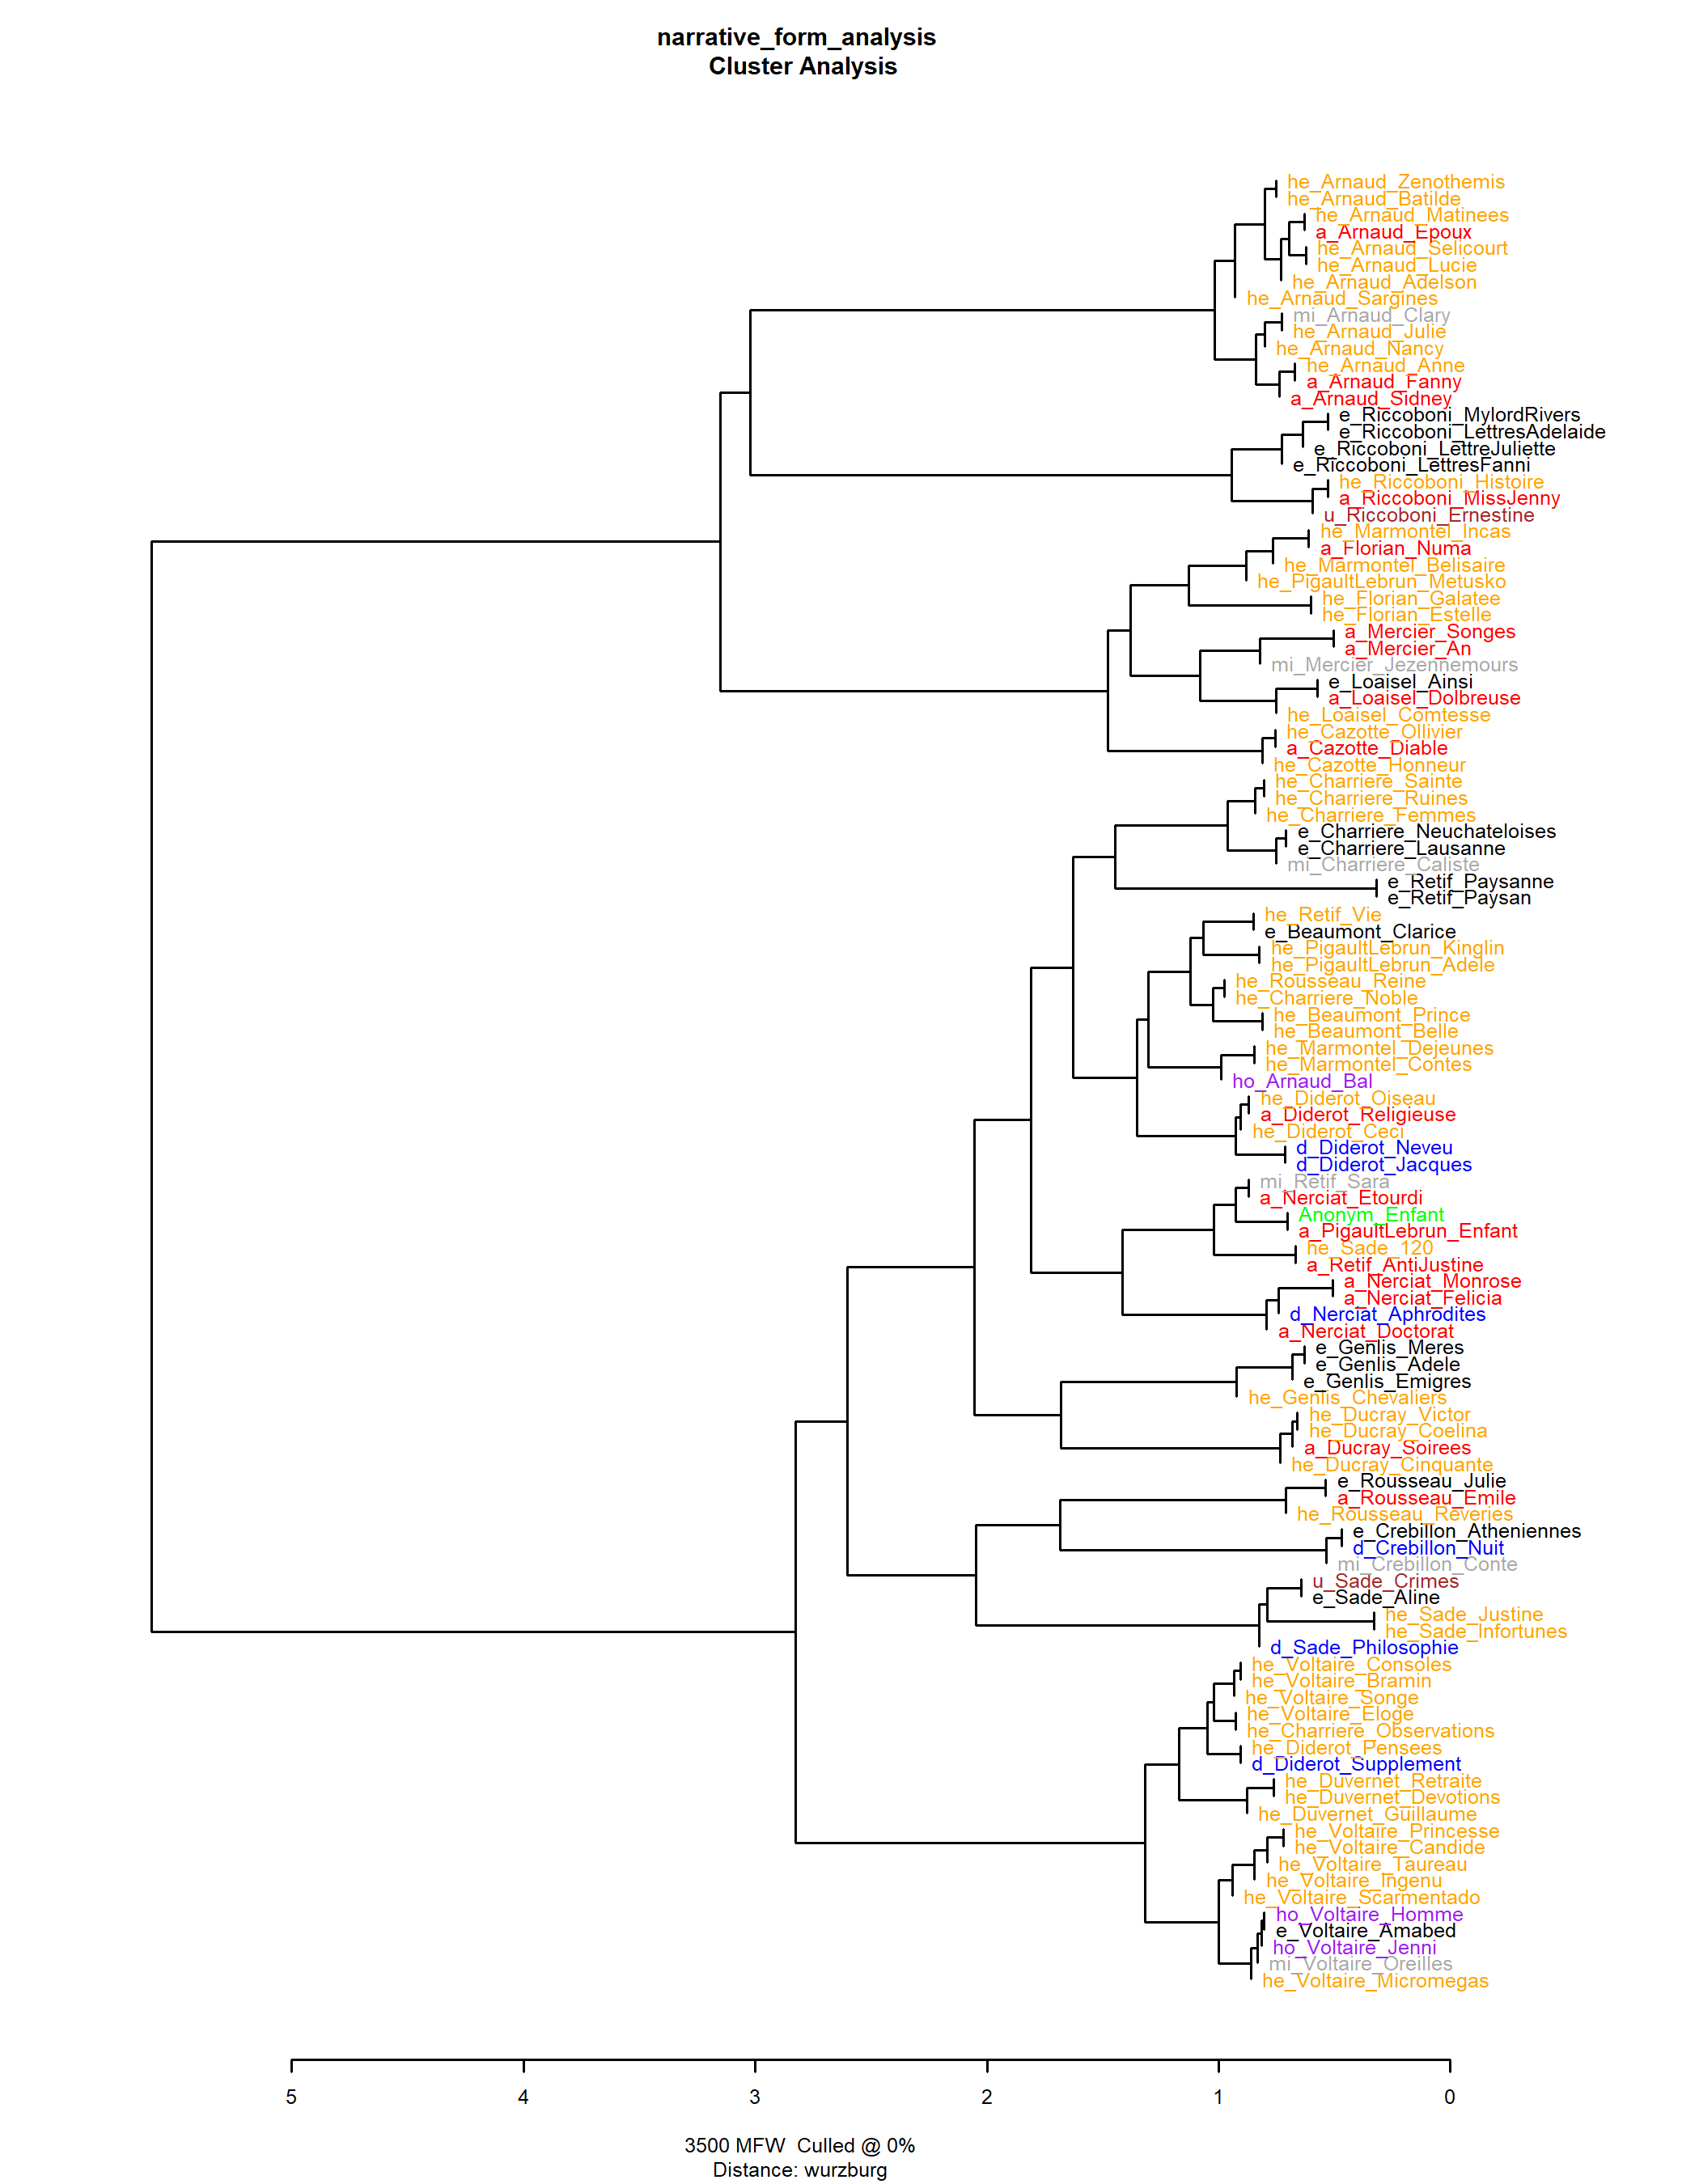 narrative_form_analysis
Cluster Analysis
he_Arnaud_Zenothemis
he_Arnaud_Batilde
he_Arnaud_Matinees
a_Arnaud_Epoux
he_Arnaud_Selicourt
he_Arnaud_Lucie
he_Arnaud_Adelson
he_Arnaud_Sargines
mi_Arnaud_Clary
he_Arnaud_Julie
he_Arnaud_Nancy
he_Arnaud_Anne
a_Arnaud_Fanny
a_Arnaud_Sidney
e_Riccoboni_MylordRivers
e_Riccoboni_LettresAdelaide
e_Riccoboni_LettreJuliette
e_Riccoboni_LettresFanni
he_Riccoboni_Histoire
a_Riccoboni_MissJenny
u_Riccoboni_Ernestine
he_Marmontel_Incas
a_Florian_Numa
he_Marmontel_Belisaire
he_PigaultLebrun_Metusko
he_Florian_Galatee
he_Florian_Estelle
a_Mercier_Songes
a_Mercier_An
mi_Mercier_Jezennemours
e_Loaisel_Ainsi
a_Loaisel_Dolbreuse
he_Loaisel_Comtesse
he_Cazotte_Ollivier
a_Cazotte_Diable
he_Cazotte_Honneur
he_Charriere_Sainte
he_Charriere_Ruines
he_Charriere_Femmes
e_Charriere_Neuchateloises
e_Charriere_Lausanne
mi_Charriere_Caliste
e_Retif_Paysanne
e_Retif_Paysan
he_Retif_Vie
e_Beaumont_Clarice
he_PigaultLebrun_Kinglin
he_PigaultLebrun_Adele
he_Rousseau_Reine
he_Charriere_Noble
he_Beaumont_Prince
he_Beaumont_Belle
he_Marmontel_Dejeunes
he_Marmontel_Contes
ho_Arnaud_Bal
he_Diderot_Oiseau
a_Diderot_Religieuse
he_Diderot_Ceci
d_Diderot_Neveu
d_Diderot_Jacques
mi_Retif_Sara
a_Nerciat_Etourdi
Anonym_Enfant
a_PigaultLebrun_Enfant
he_Sade_120
a_Retif_AntiJustine
a_Nerciat_Monrose
a_Nerciat_Felicia
d_Nerciat_Aphrodites
a_Nerciat_Doctorat
e_Genlis_Meres
e_Genlis_Adele
e_Genlis_Emigres
he_Genlis_Chevaliers
he_Ducray_Victor
he_Ducray_Coelina
a_Ducray_Soirees
he_Ducray_Cinquante
e_Rousseau_Julie
a_Rousseau_Emile
he_Rousseau_Reveries
e_Crebillon_Atheniennes
d_Crebillon_Nuit
mi_Crebillon_Conte
u_Sade_Crimes
e_Sade_Aline
he_Sade_Justine
he_Sade_Infortunes
d_Sade_Philosophie
he_Voltaire_Consoles
he_Voltaire_Bramin
he_Voltaire_Songe
he_Voltaire_Eloge
he_Charriere_Observations
he_Diderot_Pensees
d_Diderot_Supplement
he_Duvernet_Retraite
he_Duvernet_Devotions
he_Duvernet_Guillaume
he_Voltaire_Princesse
he_Voltaire_Candide
he_Voltaire_Taureau
he_Voltaire_Ingenu
he_Voltaire_Scarmentado
ho_Voltaire_Homme
e_Voltaire_Amabed
ho_Voltaire_Jenni
mi_Voltaire_Oreilles
he_Voltaire_Micromegas
5 4 3 2 1 0
3500 MFW Culled @ 0%
Distance: wurzburg